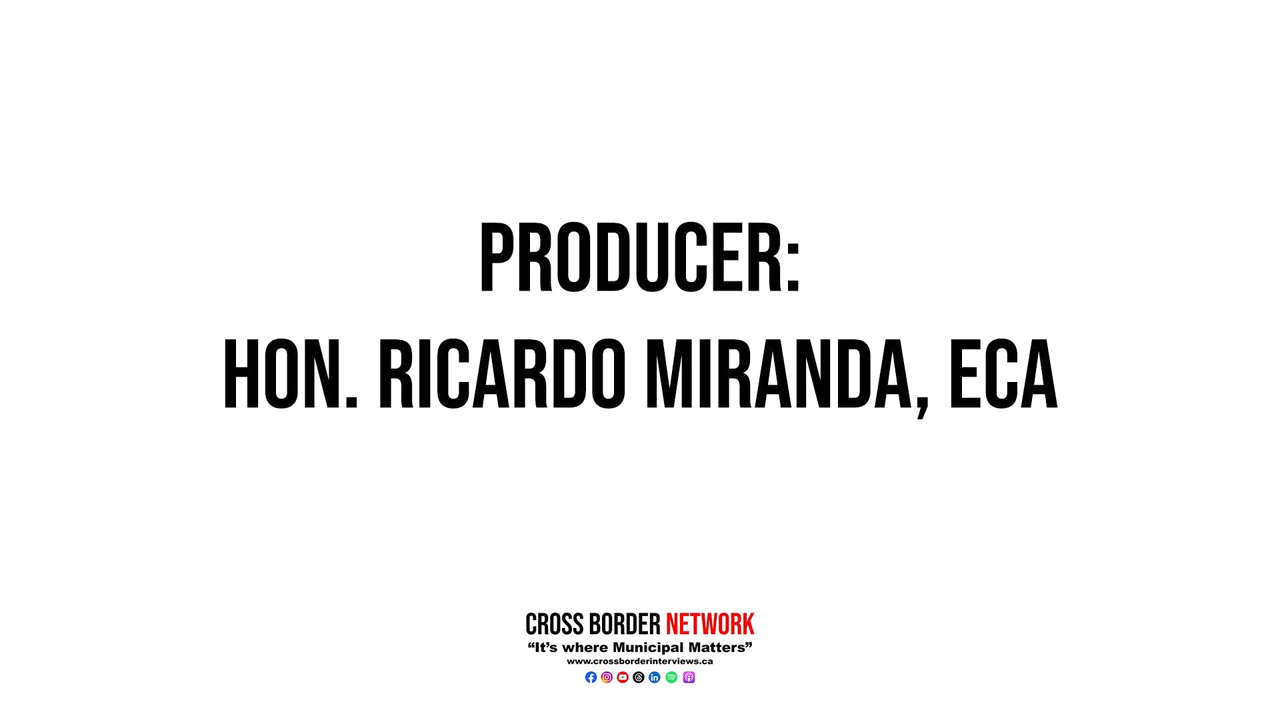 PRODUCER:
HON. RICARDO MIRANDA, ECA
CROSS BORDER NETWORK
“It’s where Municipal Matters”
www.crossborderinterviews.ca